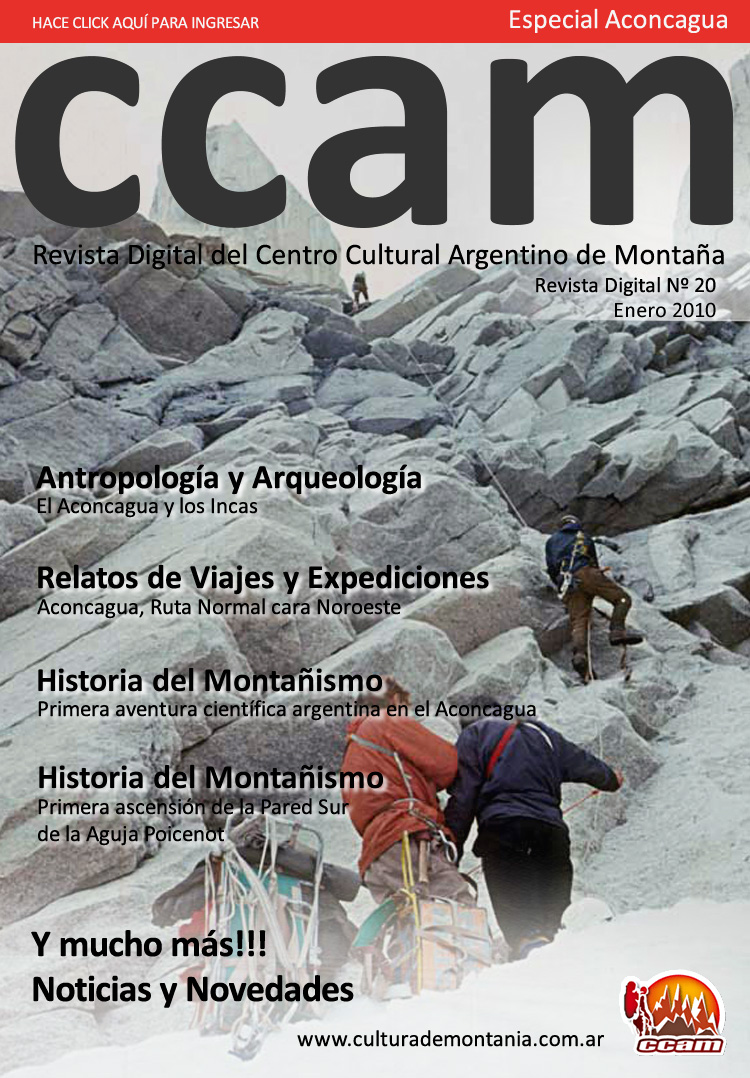 HACE CLICK AQUÍ PARA INGRESAR
Especial Aconcagua
ccam
Revista Digital del Centro Cultural Argentino de Montaña
Revista Digital Nº 20
Enero 2010
Antropología y Arqueología
El Aconcagua y los Incas
Relatos de Viajes y Expediciones
Aconcagua, Ruta Normal cara Noroeste
Historia del Montañismo
Primera aventura científica argentina en el Aconcagua
Historia del Montañismo
Primera ascensión de la Pared Sur
de la Aguja Poicenot
Y mucho más!!!
Noticias y Novedades
www.culturademontania.com.ar
ccam